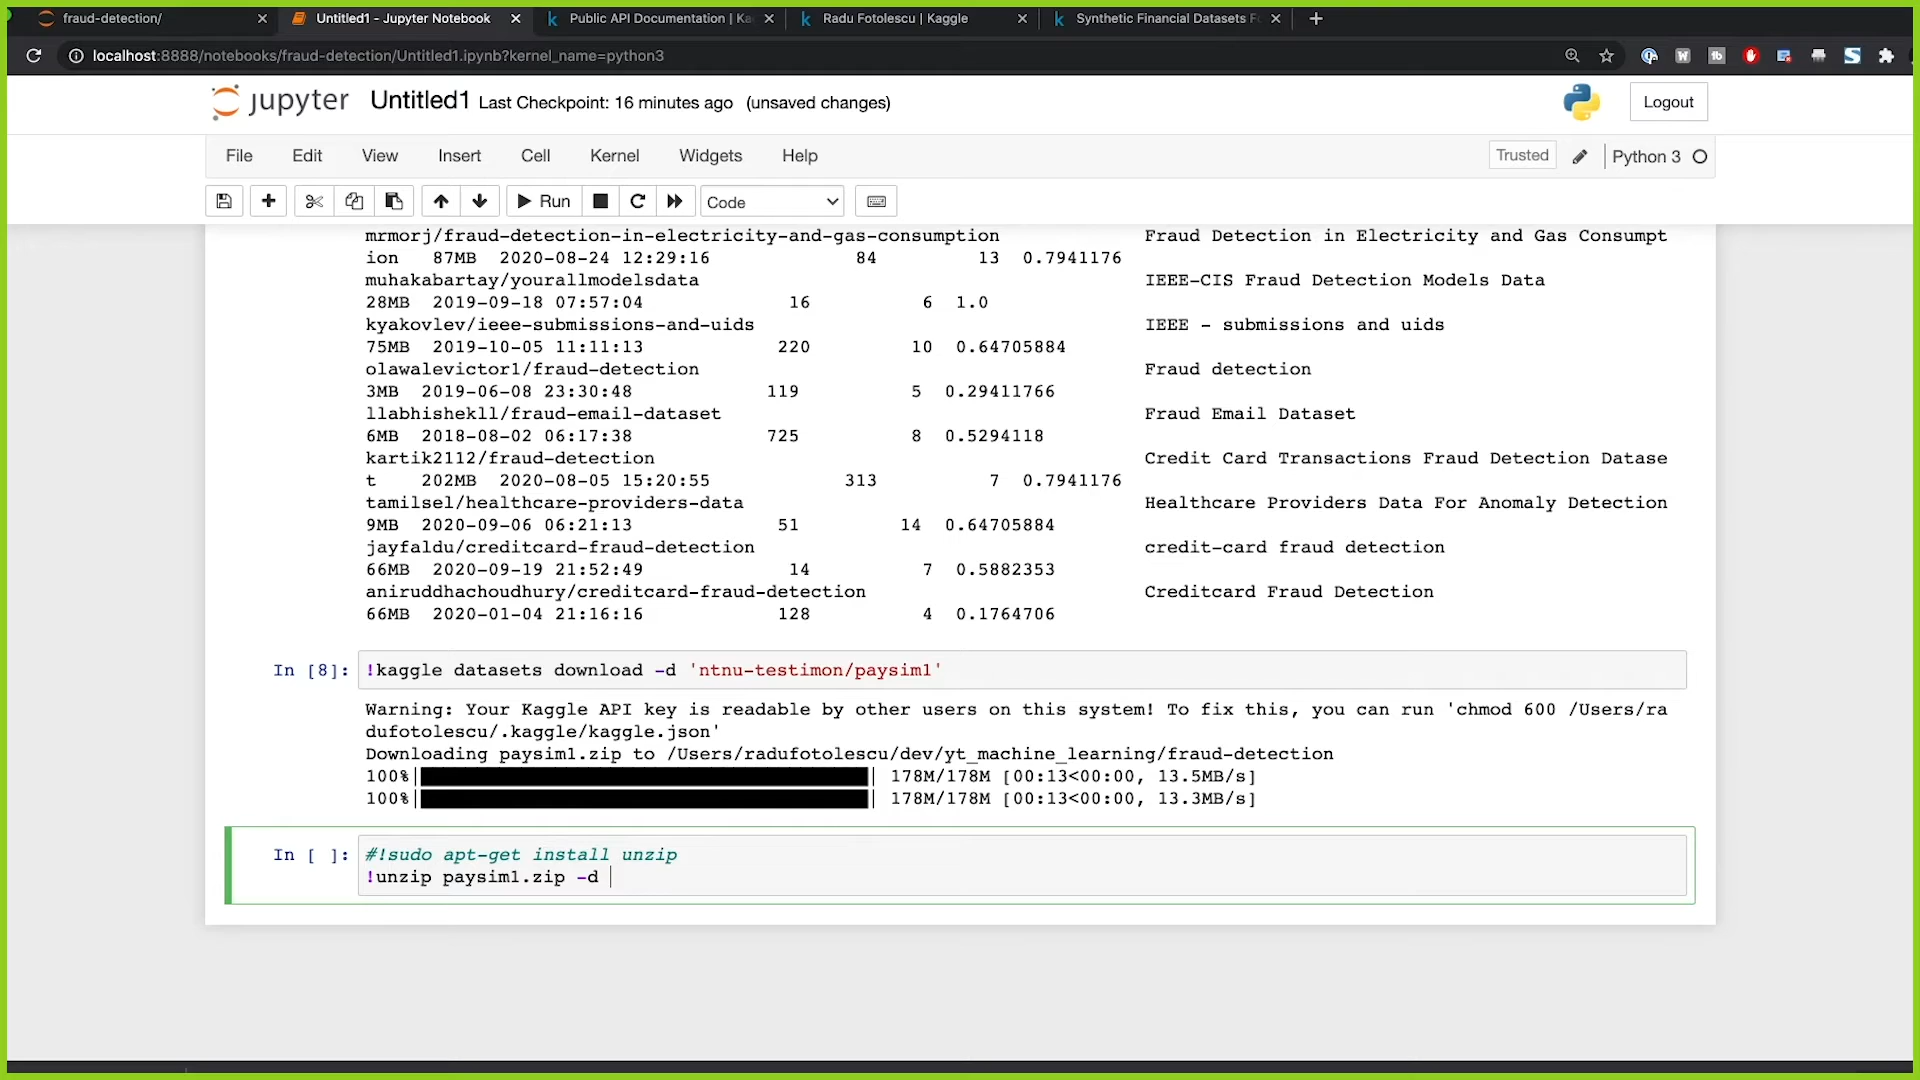 fraud-detection/
Untitled1 - Jupyter Notebook
Public API Documentation | Ka
Radu Fotolescu | Kaggle
Synthetic Financial Datasets F
localhost:8888/notebooks/fraud-detection/Untitled1.ipynb?kernel_name=python3
jupyter Untitled1 Last Checkpoint: 16 minutes ago (unsaved changes)
Logout
File Edit View Insert Cell Kernel Widgets Help
Trusted
Python 3
Run
Code
mrmorj/fraud-detection-in-electricity-and-gas-consumption Fraud Detection in Electricity and Gas Consumpt
ion 87MB 2020-08-24 12:29:16 84 13 0.7941176
muhakabartay/yourallmodelsdata IEEE-CIS Fraud Detection Models Data
28MB 2019-09-18 07:57:04 16 6 1.0
kyakovlev/ieee-submissions-and-uids IEEE - submissions and uids
75MB 2019-10-05 11:11:13 220 10 0.64705884
olawalevictor1/fraud-detection Fraud detection
3MB 2019-06-08 23:30:48 119 5 0.29411766
llabhishekll/fraud-email-dataset Fraud Email Dataset
6MB 2018-08-02 06:17:38 725 8 0.5294118
kartik2112/fraud-detection Credit Card Transactions Fraud Detection Datase
t 202MB 2020-08-05 15:20:55 313 7 0.7941176
tamilsel/healthcare-providers-data Healthcare Providers Data For Anomaly Detection
9MB 2020-09-06 06:21:13 51 14 0.64705884
jayfaldu/creditcard-fraud-detection credit-card fraud detection
66MB 2020-09-19 21:52:49 14 7 0.5882353
aniruddhachoudhury/creditcard-fraud-detection Creditcard Fraud Detection
66MB 2020-01-04 21:16:16 128 4 0.1764706
In [8]: !kaggle datasets download -d 'ntnu-testimon/paysim1'
Warning: Your Kaggle API key is readable by other users on this system! To fix this, you can run 'chmod 600 /Users/ra
dufotolescu/.kaggle/kaggle.json'
Downloading paysim1.zip to /Users/radufotolescu/dev/yt_machine_learning/fraud-detection
100%| | 178M/178M [00:13<00:00, 13.5MB/s]
100%| | 178M/178M [00:13<00:00, 13.3MB/s]
In [ ]: #!sudo apt-get install unzip
!unzip paysim1.zip -d